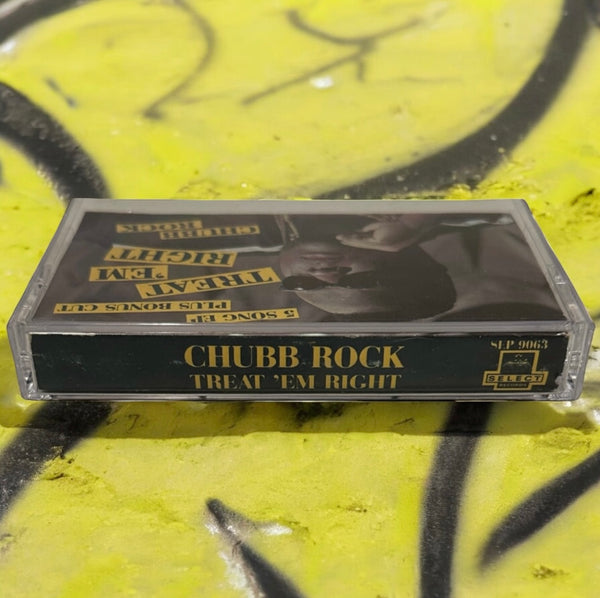 CHUBB
ROCK
TREAT
'EM
RIGHT
5 SONG EP
PLUS BONUS CUT
CHUBB ROCK
TREAT 'EM RIGHT
SLP 9063
SELECT
RECORDS